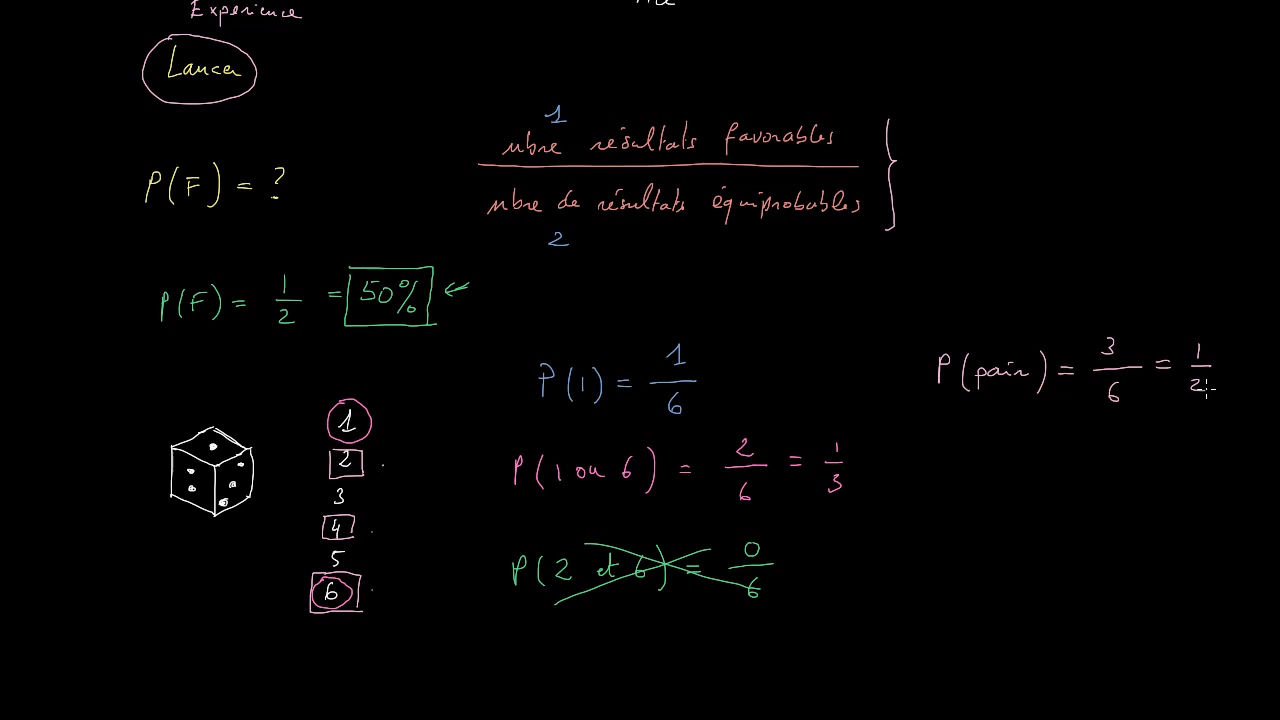 Expérience
Lancer
1
nbre résultats favorables
nbre de résultats équiprobables
2
P(F) = ?
P(F) = 1/2 = 50%
P(1) = 1/6
P(pair) = 3/6 = 1/2
1
2
3
4
5
6
P(1 ou 6) = 2/6 = 1/3
P(2 et 6) = 0/6